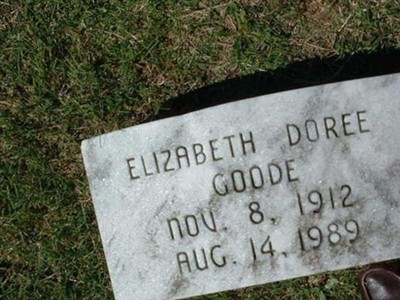 ELIZABETH DOREE
GOODE
NOV. 8, 1912
AUG. 14, 1989